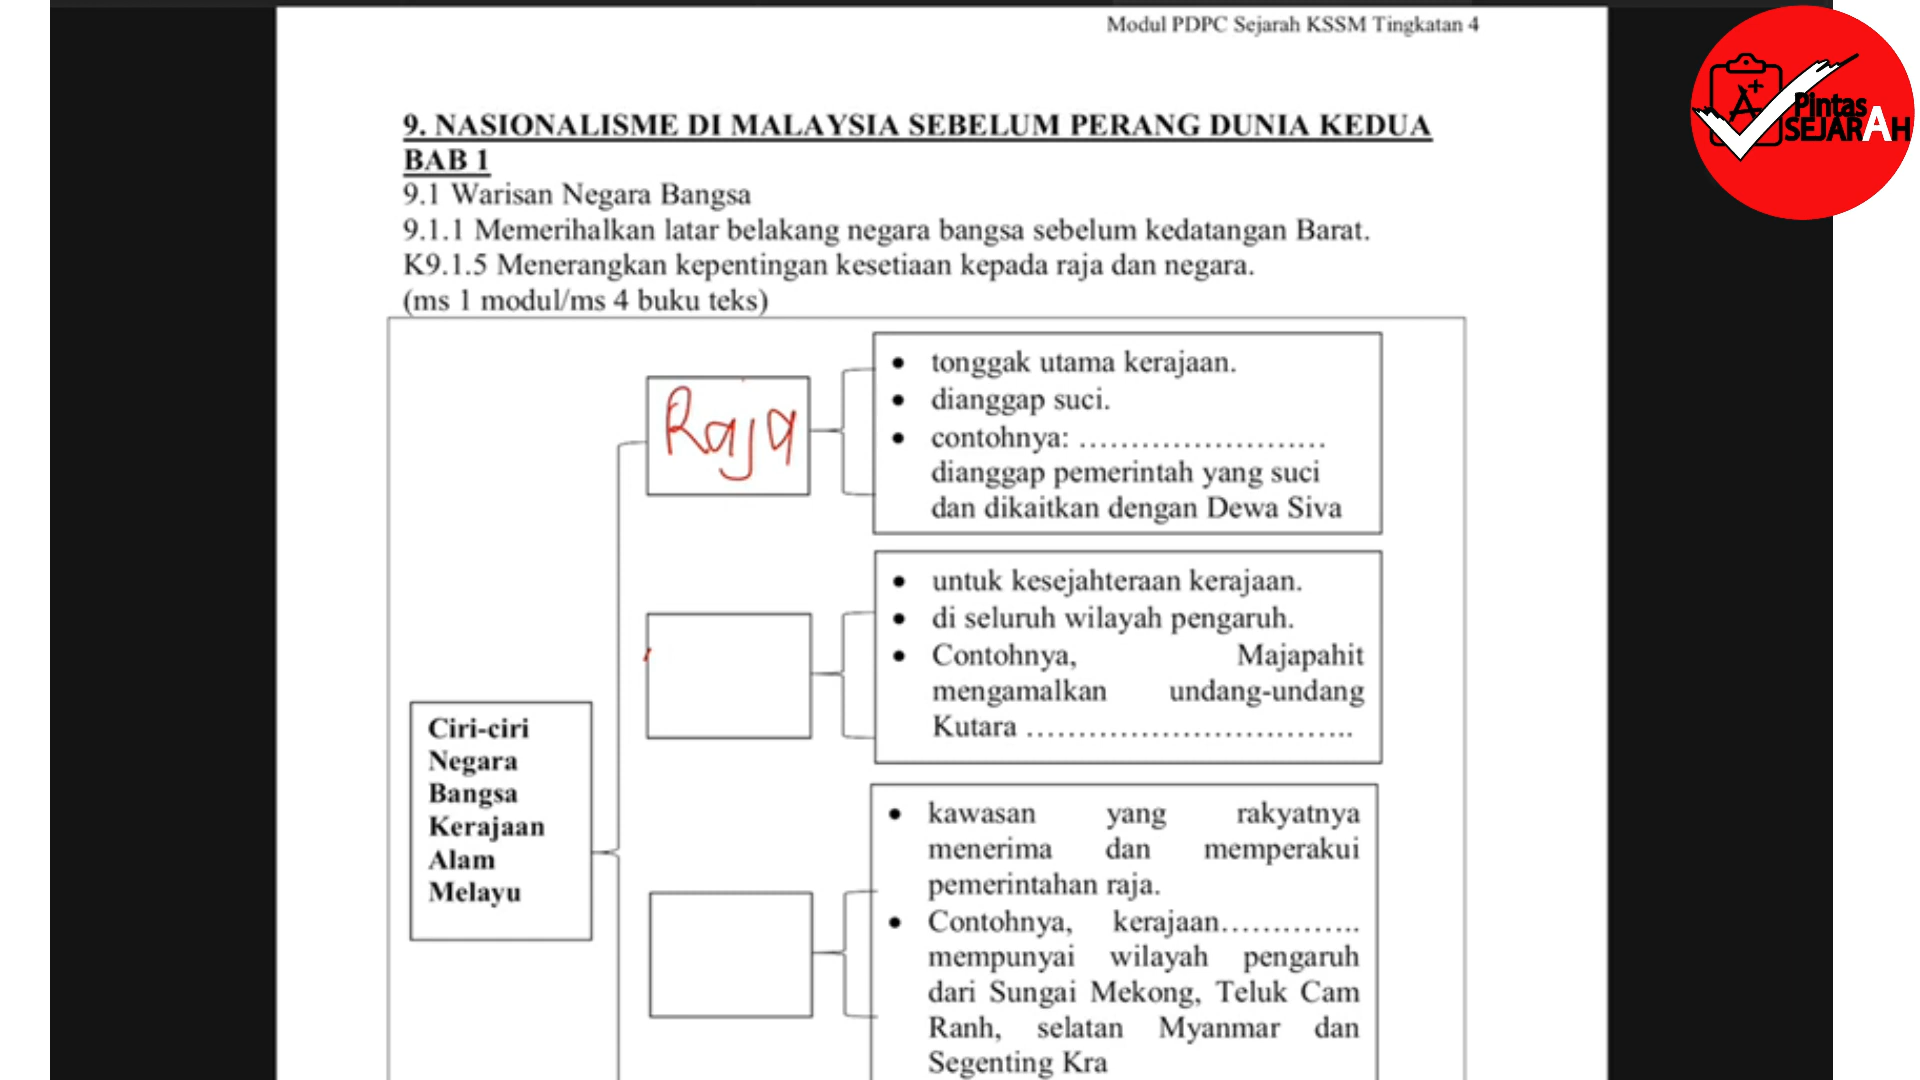 Modul PDPC Sejarah KSSM Tingkatan 4
A+
Pintas
SEJARAH
9. NASIONALISME DI MALAYSIA SEBELUM PERANG DUNIA KEDUA
BAB 1
9.1 Warisan Negara Bangsa
9.1.1 Memerihalkan latar belakang negara bangsa sebelum kedatangan Barat.
K9.1.5 Menerangkan kepentingan kesetiaan kepada raja dan negara.
(ms 1 modul/ms 4 buku teks)
Ciri-ciri
Negara
Bangsa
Kerajaan
Alam
Melayu
Raja
• tonggak utama kerajaan.
• dianggap suci.
• contohnya: ……………………
dianggap pemerintah yang suci
dan dikaitkan dengan Dewa Siva
• untuk kesejahteraan kerajaan.
• di seluruh wilayah pengaruh.
• Contohnya, Majapahit
mengamalkan undang-undang
Kutara …………………………..
• kawasan yang rakyatnya
menerima dan memperakui
pemerintahan raja.
• Contohnya, kerajaan…………..
mempunyai wilayah pengaruh
dari Sungai Mekong, Teluk Cam
Ranh, selatan Myanmar dan
Segenting Kra